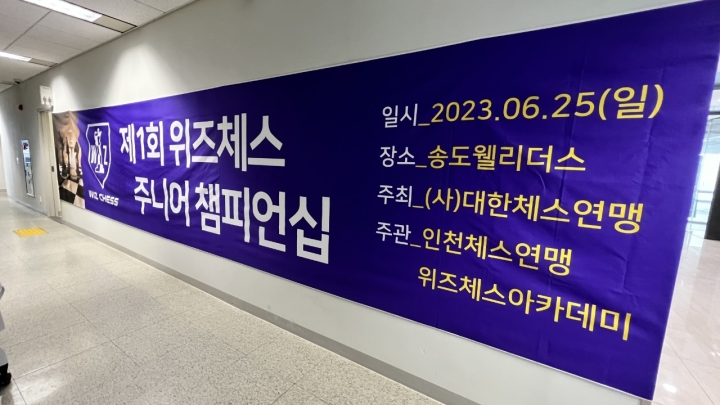 제1회 위즈체스
주니어 챔피언십
WIZ CHESS
일시_2023.06.25(일)
장소_송도웰리더스
주최_(사)대한체스연맹
주관_인천체스연맹
위즈체스아카데미